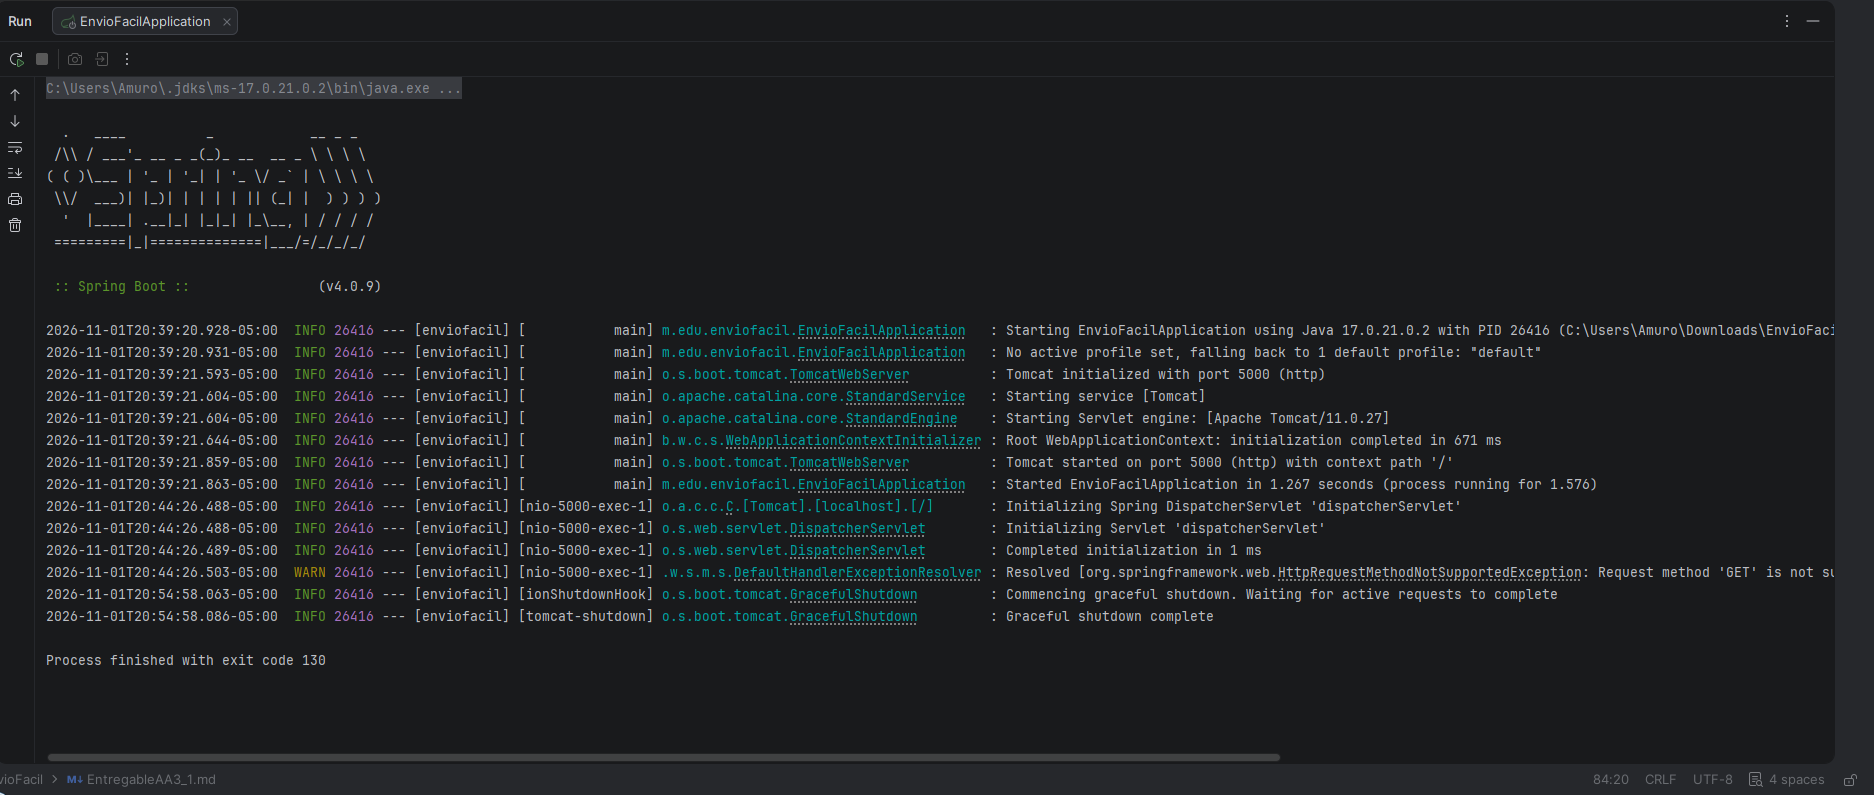 Run EnvioFacilApplication
C:\Users\Amuro\.jdks\ms-17.0.21.0.2\bin\java.exe ...
  .   ____          _            __ _ _
 /\\ / ___'_ __ _ _(_)_ __  __ _ \ \ \ \
( ( )\___ | '_ | '_| | '_ \/ _` | \ \ \ \
 \\/  ___)| |_)| | | | | || (_| |  ) ) ) )
  '  |____| .__|_| |_|_| |_\__, | / / / /
 =========|_|==============|___/=/_/_/_/
 :: Spring Boot ::                (v4.0.9)
2026-11-01T20:39:20.928-05:00  INFO 26416 --- [enviofacil] [           main] m.edu.enviofacil.EnvioFacilApplication   : Starting EnvioFacilApplication using Java 17.0.21.0.2 with PID 26416 (C:\Users\Amuro\Downloads\EnvioFaci
2026-11-01T20:39:20.931-05:00  INFO 26416 --- [enviofacil] [           main] m.edu.enviofacil.EnvioFacilApplication   : No active profile set, falling back to 1 default profile: "default"
2026-11-01T20:39:21.593-05:00  INFO 26416 --- [enviofacil] [           main] o.s.boot.tomcat.TomcatWebServer          : Tomcat initialized with port 5000 (http)
2026-11-01T20:39:21.604-05:00  INFO 26416 --- [enviofacil] [           main] o.apache.catalina.core.StandardService   : Starting service [Tomcat]
2026-11-01T20:39:21.604-05:00  INFO 26416 --- [enviofacil] [           main] o.apache.catalina.core.StandardEngine    : Starting Servlet engine: [Apache Tomcat/11.0.27]
2026-11-01T20:39:21.644-05:00  INFO 26416 --- [enviofacil] [           main] b.w.c.s.WebApplicationContextInitializer : Root WebApplicationContext: initialization completed in 671 ms
2026-11-01T20:39:21.859-05:00  INFO 26416 --- [enviofacil] [           main] o.s.boot.tomcat.TomcatWebServer          : Tomcat started on port 5000 (http) with context path '/'
2026-11-01T20:39:21.863-05:00  INFO 26416 --- [enviofacil] [           main] m.edu.enviofacil.EnvioFacilApplication   : Started EnvioFacilApplication in 1.267 seconds (process running for 1.576)
2026-11-01T20:44:26.488-05:00  INFO 26416 --- [enviofacil] [nio-5000-exec-1] o.a.c.c.C.[Tomcat].[localhost].[/]       : Initializing Spring DispatcherServlet 'dispatcherServlet'
2026-11-01T20:44:26.488-05:00  INFO 26416 --- [enviofacil] [nio-5000-exec-1] o.s.web.servlet.DispatcherServlet        : Initializing Servlet 'dispatcherServlet'
2026-11-01T20:44:26.489-05:00  INFO 26416 --- [enviofacil] [nio-5000-exec-1] o.s.web.servlet.DispatcherServlet        : Completed initialization in 1 ms
2026-11-01T20:44:26.503-05:00  WARN 26416 --- [enviofacil] [nio-5000-exec-1] .w.s.m.s.DefaultHandlerExceptionResolver : Resolved [org.springframework.web.HttpRequestMethodNotSupportedException: Request method 'GET' is not su
2026-11-01T20:54:58.063-05:00  INFO 26416 --- [enviofacil] [ionShutdownHook] o.s.boot.tomcat.GracefulShutdown         : Commencing graceful shutdown. Waiting for active requests to complete
2026-11-01T20:54:58.086-05:00  INFO 26416 --- [enviofacil] [tomcat-shutdown] o.s.boot.tomcat.GracefulShutdown         : Graceful shutdown complete
Process finished with exit code 130
vioFacil > M↓ EntregableAA3_1.md 84:20 CRLF UTF-8 4 spaces